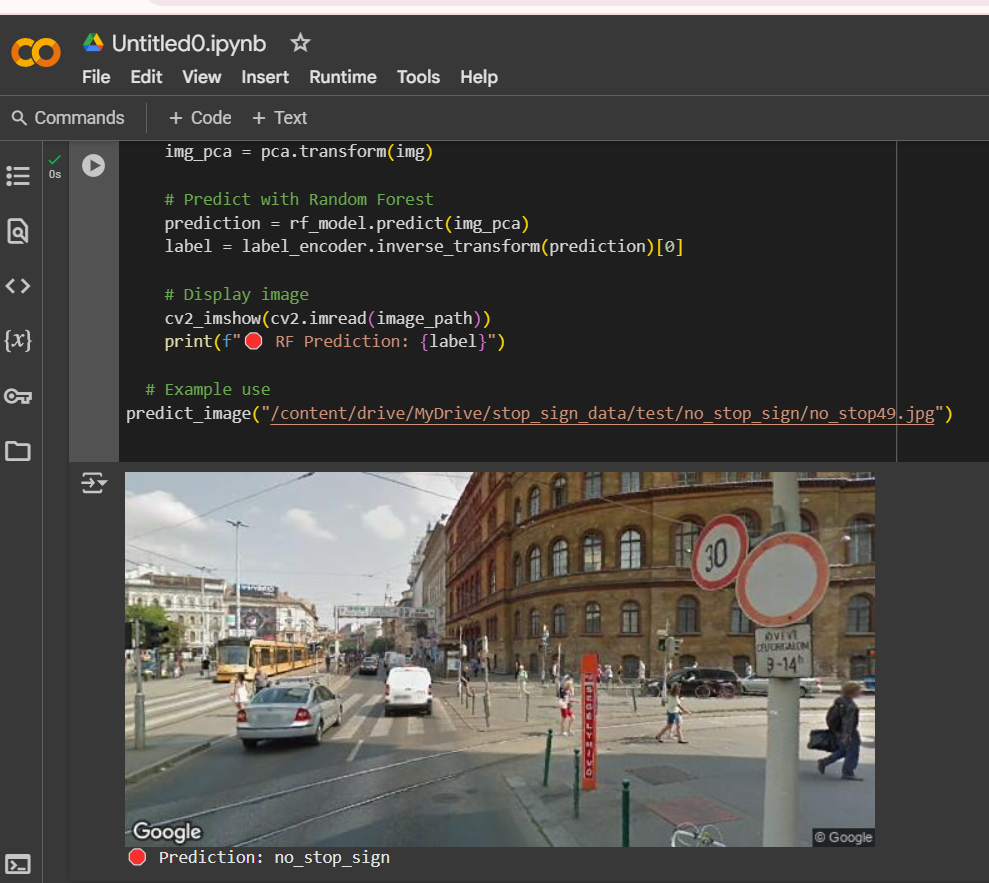 Untitled0.ipynb
File Edit View Insert Runtime Tools Help
Commands + Code + Text
0s
img_pca = pca.transform(img)
# Predict with Random Forest
prediction = rf_model.predict(img_pca)
label = label_encoder.inverse_transform(prediction)[0]
# Display image
cv2_imshow(cv2.imread(image_path))
print(f"🛑 RF Prediction: {label}")
# Example use
predict_image("/content/drive/MyDrive/stop_sign_data/test/no_stop_sign/no_stop49.jpg")
30
KIVÉVE
CÉLFORGALOM
9-14h
SEGÉLYHÍVÓ
Google
© Google
🛑 Prediction: no_stop_sign